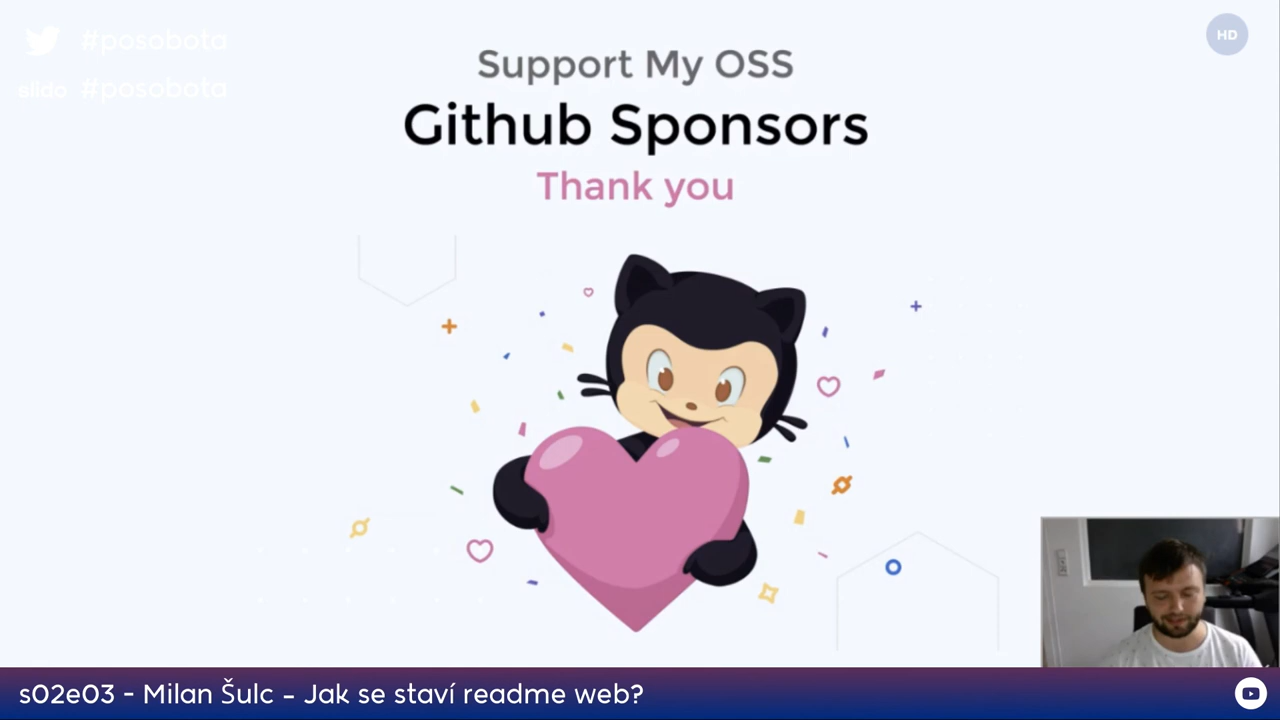 #posobota
slido #posobota
HD
Support My OSS
Github Sponsors
Thank you
s02e03 - Milan Šulc - Jak se staví readme web?